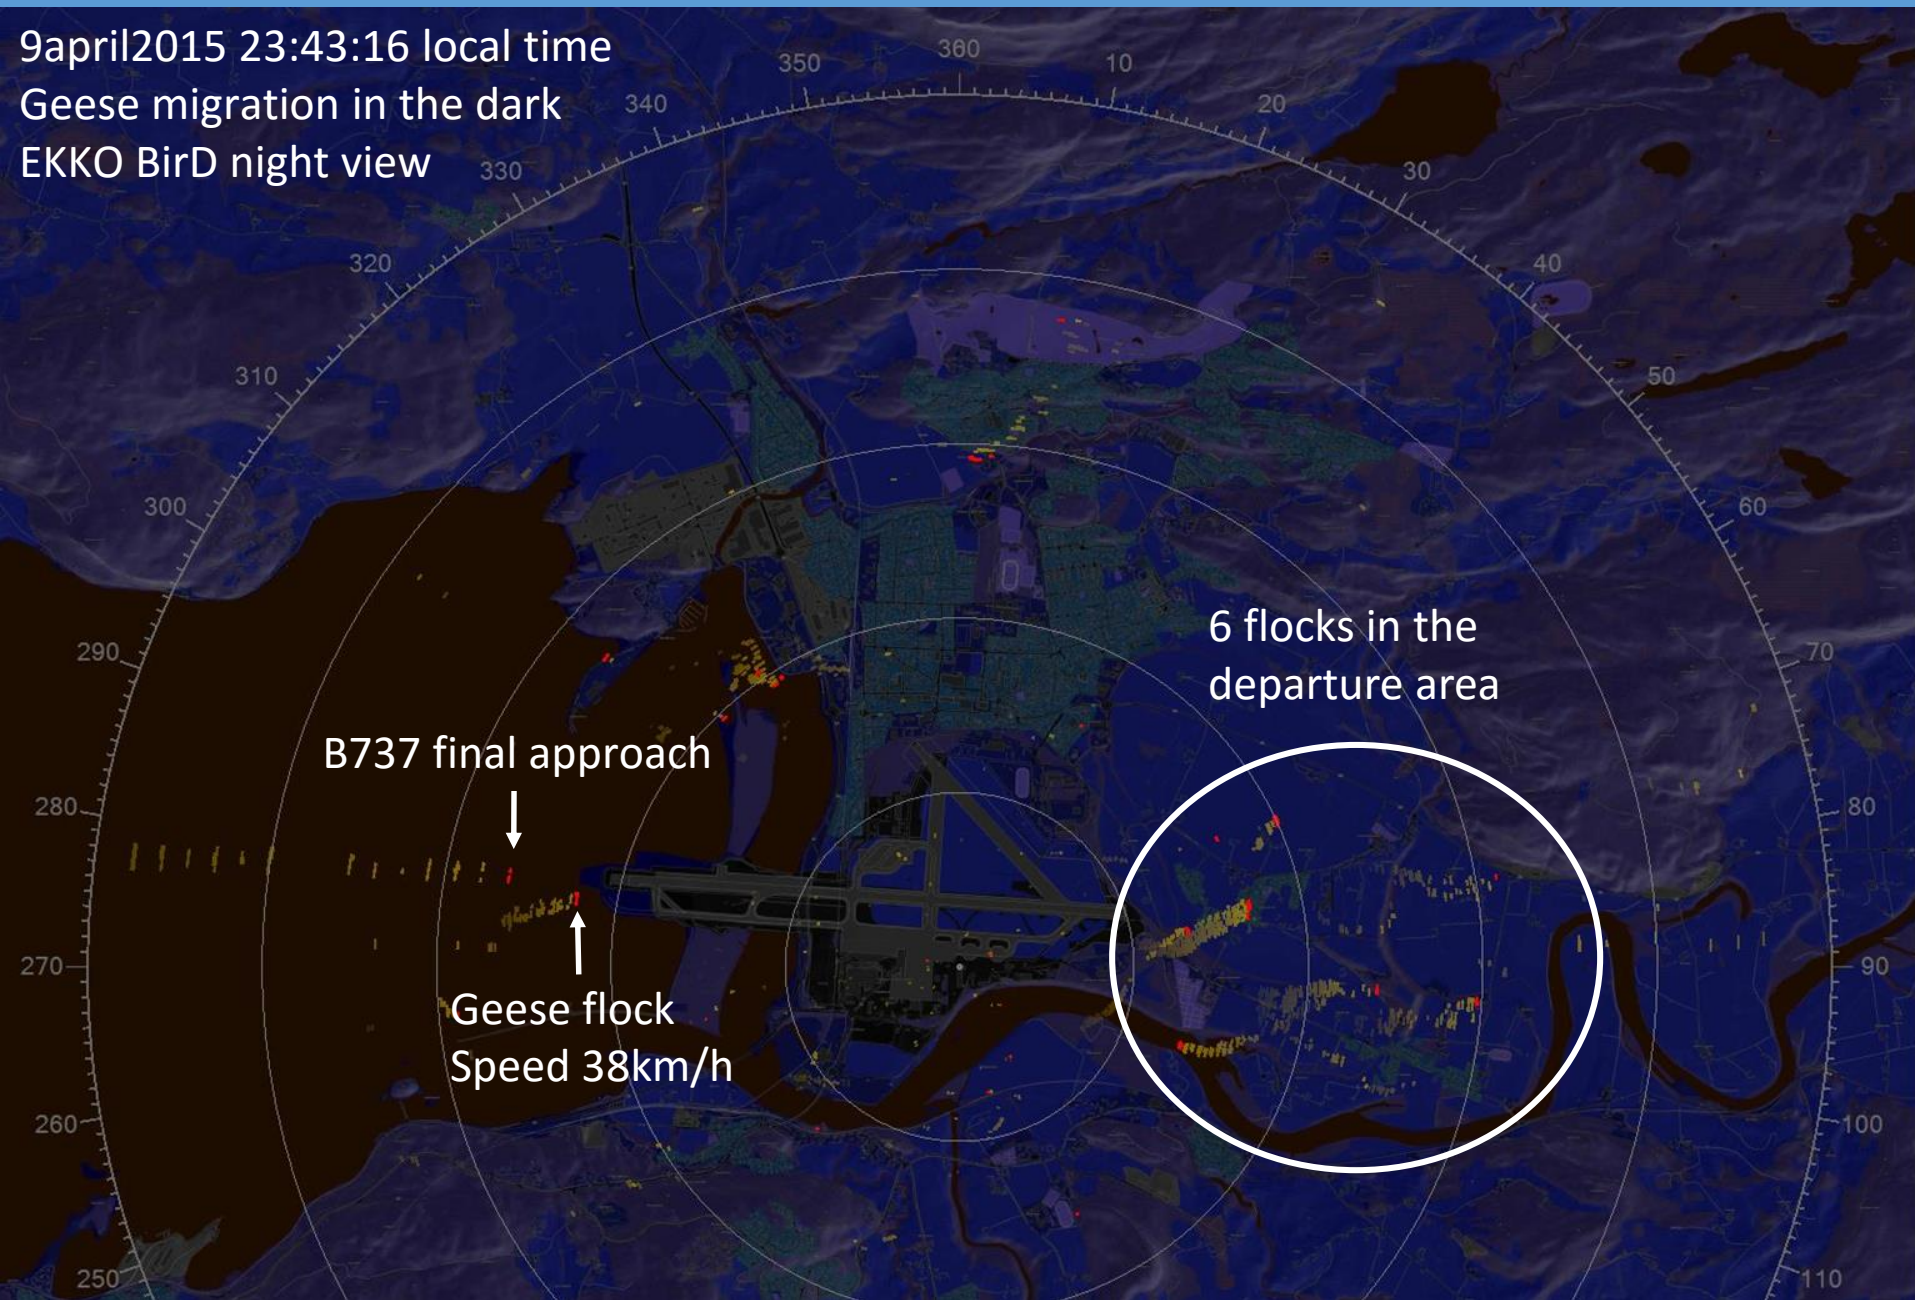 9april2015 23:43:16 local time
Geese migration in the dark
EKKO BirD night view
350
360
10
340
20
330
30
320
40
310
50
300
60
290
70
6 flocks in the
departure area
B737 final approach
280
80
270
90
Geese flock
Speed 38km/h
260
100
250
110